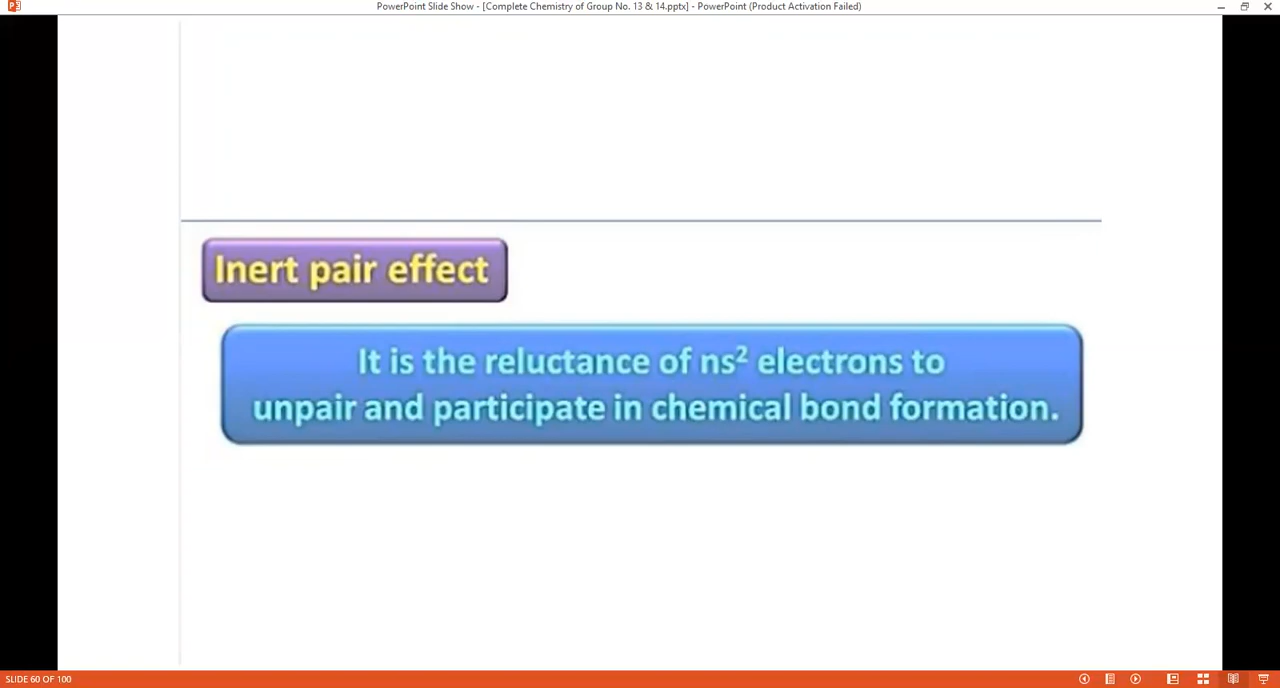 PowerPoint Slide Show - [Complete Chemistry of Group No. 13 & 14.pptx] - PowerPoint (Product Activation Failed)
Inert pair effect
It is the reluctance of ns² electrons to
unpair and participate in chemical bond formation.
SLIDE 60 OF 100